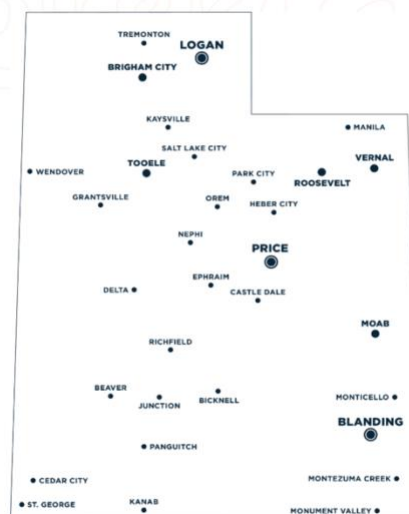 TREMONTON
LOGAN
BRIGHAM CITY
KAYSVILLE
MANILA
SALT LAKE CITY
VERNAL
WENDOVER
TOOELE
PARK CITY
ROOSEVELT
GRANTSVILLE
OREM
HEBER CITY
NEPHI
PRICE
EPHRAIM
DELTA
CASTLE DALE
MOAB
RICHFIELD
BEAVER
MONTICELLO
JUNCTION
BICKNELL
BLANDING
PANGUITCH
CEDAR CITY
MONTEZUMA CREEK
ST. GEORGE
KANAB
MONUMENT VALLEY